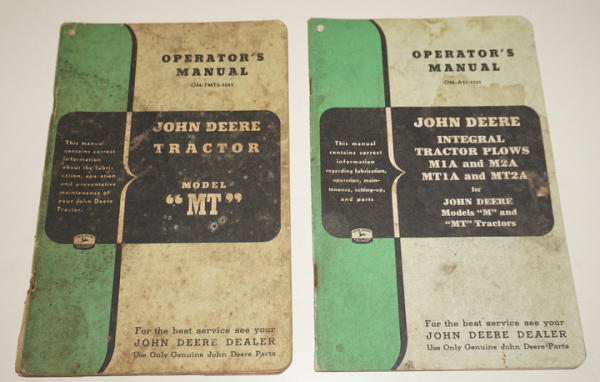 OPERATOR'S
MANUAL
This manual
contains correct
information
about the lubri-
cation, operation
and preventative
maintenance of
your John Deere
Tractor.
JOHN DEERE
TRACTOR
MODEL
"MT"
For the best service see your
JOHN DEERE DEALER
Use Only Genuine John Deere Parts
OPERATOR'S
MANUAL
This manual
contains correct
information
regarding lubrication,
operation, main-
tenance, setting-up,
and parts
JOHN DEERE
INTEGRAL
TRACTOR PLOWS
M1A and M2A
MT1A and MT2A
for
JOHN DEERE
Models "M" and
"MT" Tractors
For the best service see your
JOHN DEERE DEALER
Use Only Genuine John Deere Parts